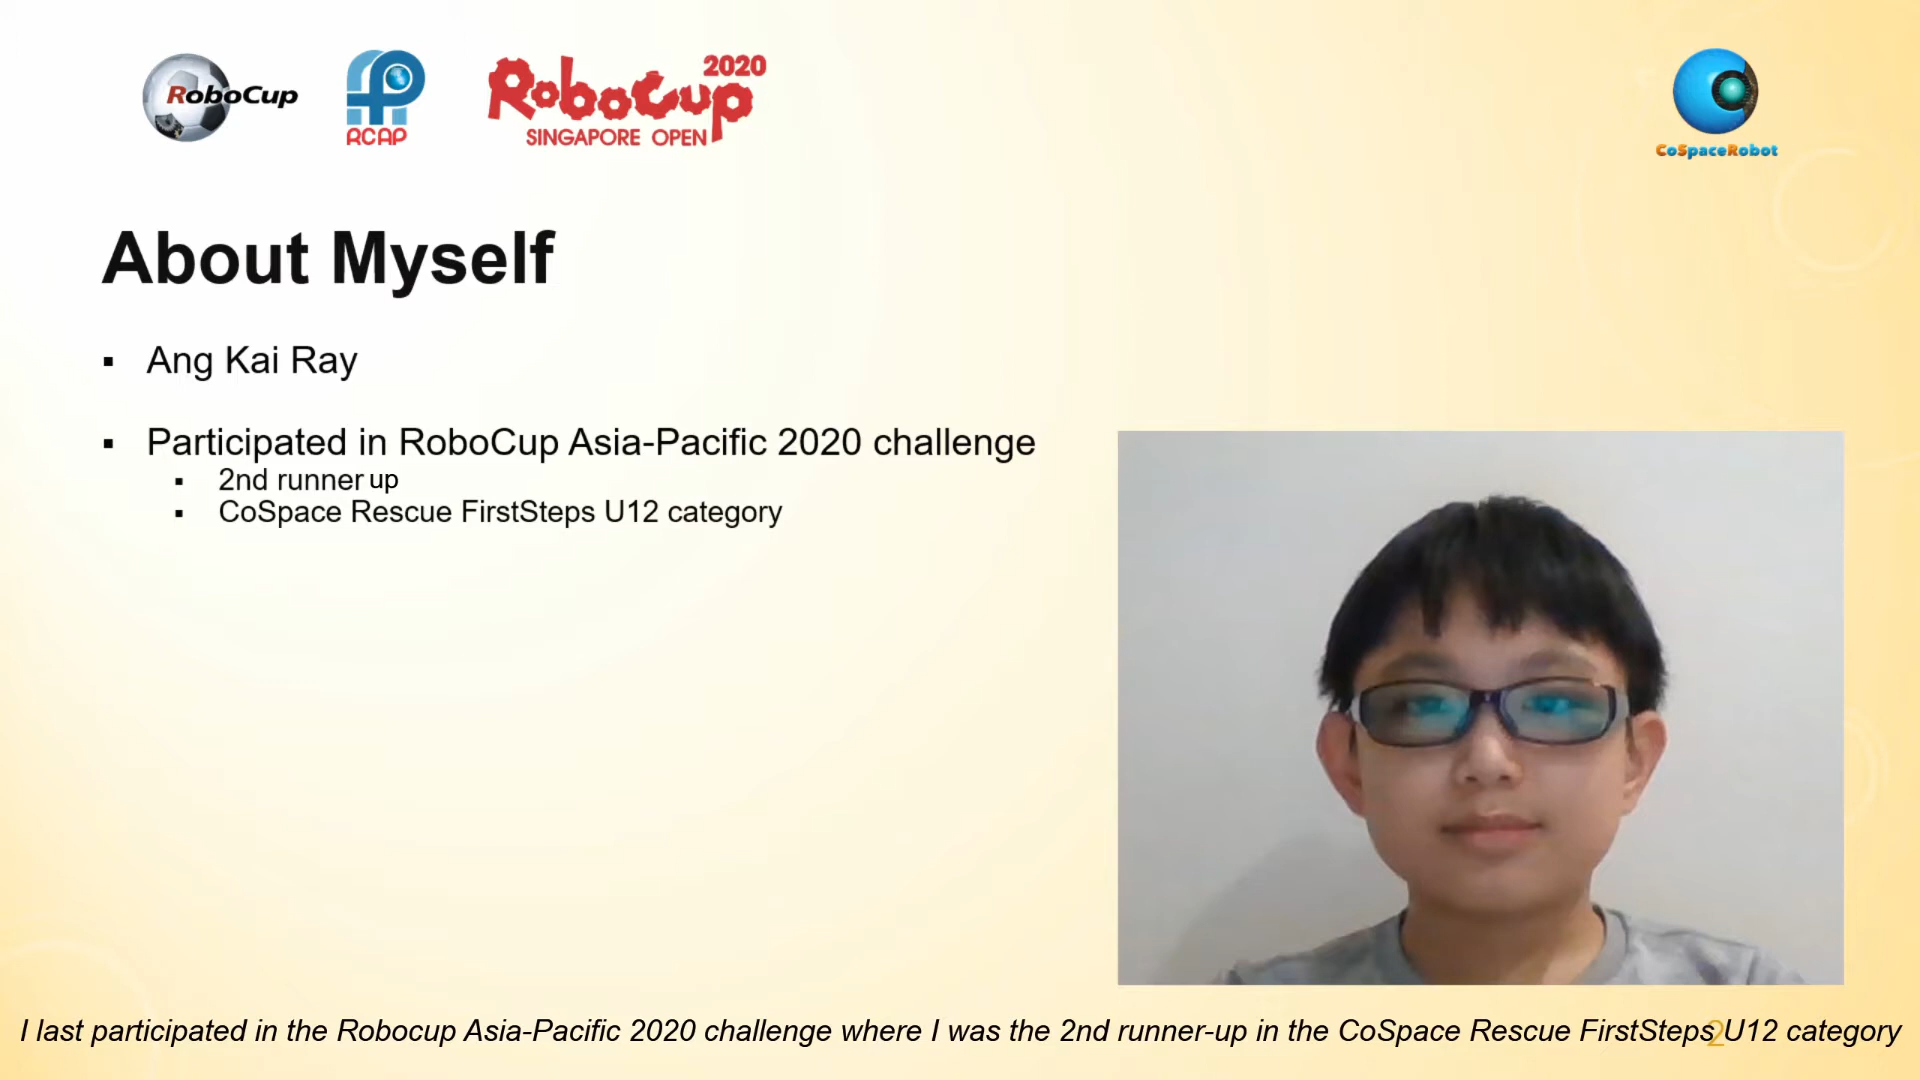 RoboCup
RCAP
RoboCup 2020
SINGAPORE OPEN
CoSpaceRobot
About Myself
▪ Ang Kai Ray
▪ Participated in RoboCup Asia-Pacific 2020 challenge
▪ 2nd runner up
▪ CoSpace Rescue FirstSteps U12 category
I last participated in the Robocup Asia-Pacific 2020 challenge where I was the 2nd runner-up in the CoSpace Rescue FirstSteps U12 category
2